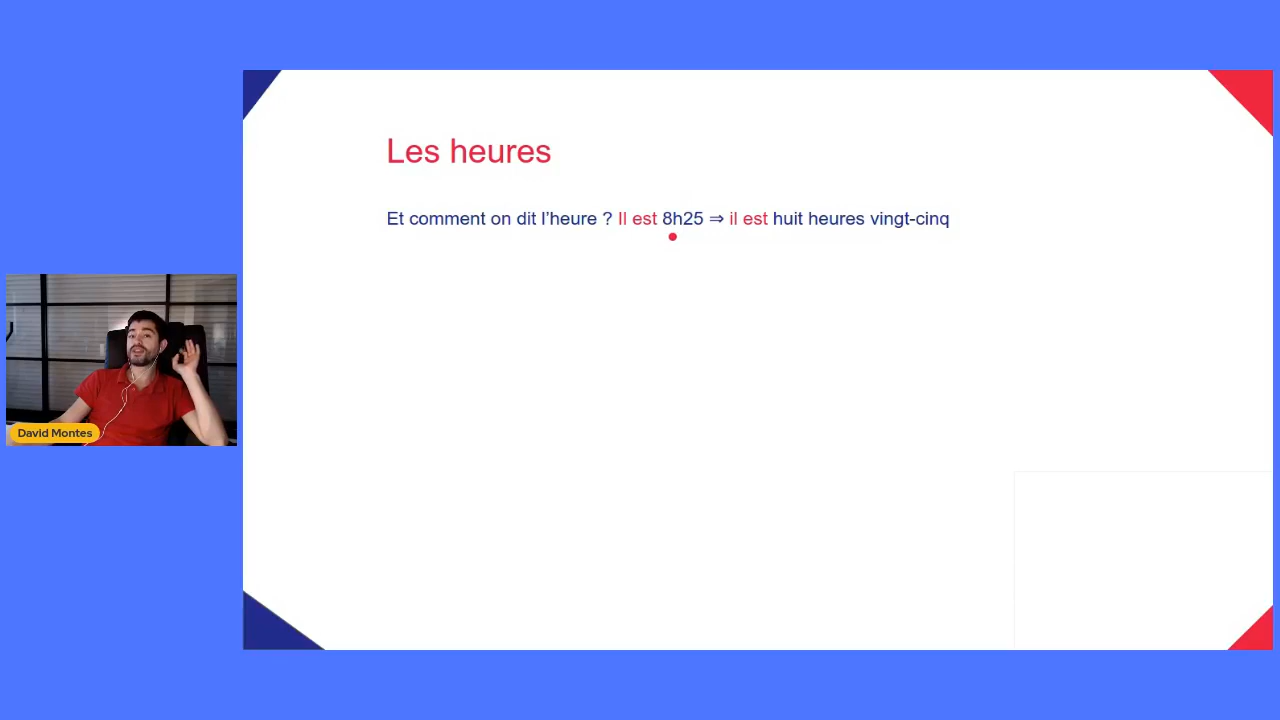 Les heures
Et comment on dit l’heure ? Il est 8h25 ⇒ il est huit heures vingt-cinq
David Montes